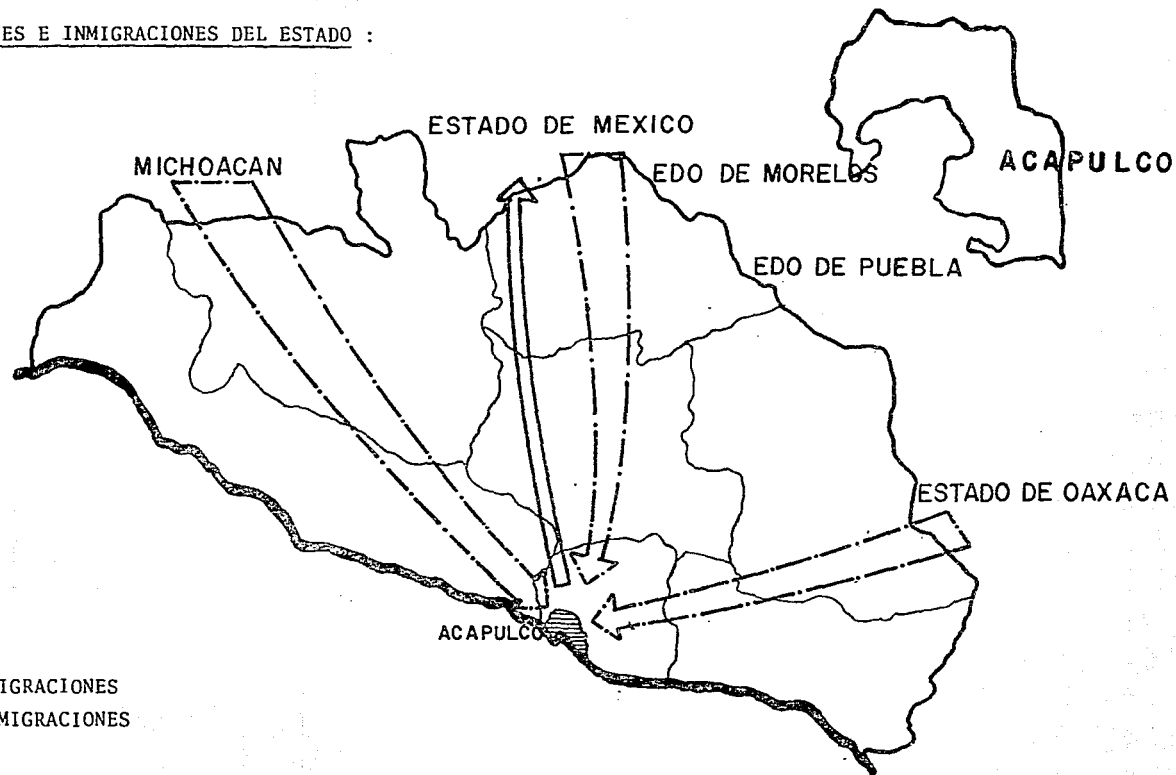 ES E INMIGRACIONES DEL ESTADO :
ESTADO DE MEXICO
MICHOACAN
EDO DE MORELOS
ACAPULCO
EDO DE PUEBLA
ESTADO DE OAXACA
ACAPULCO
IGRACIONES
MIGRACIONES